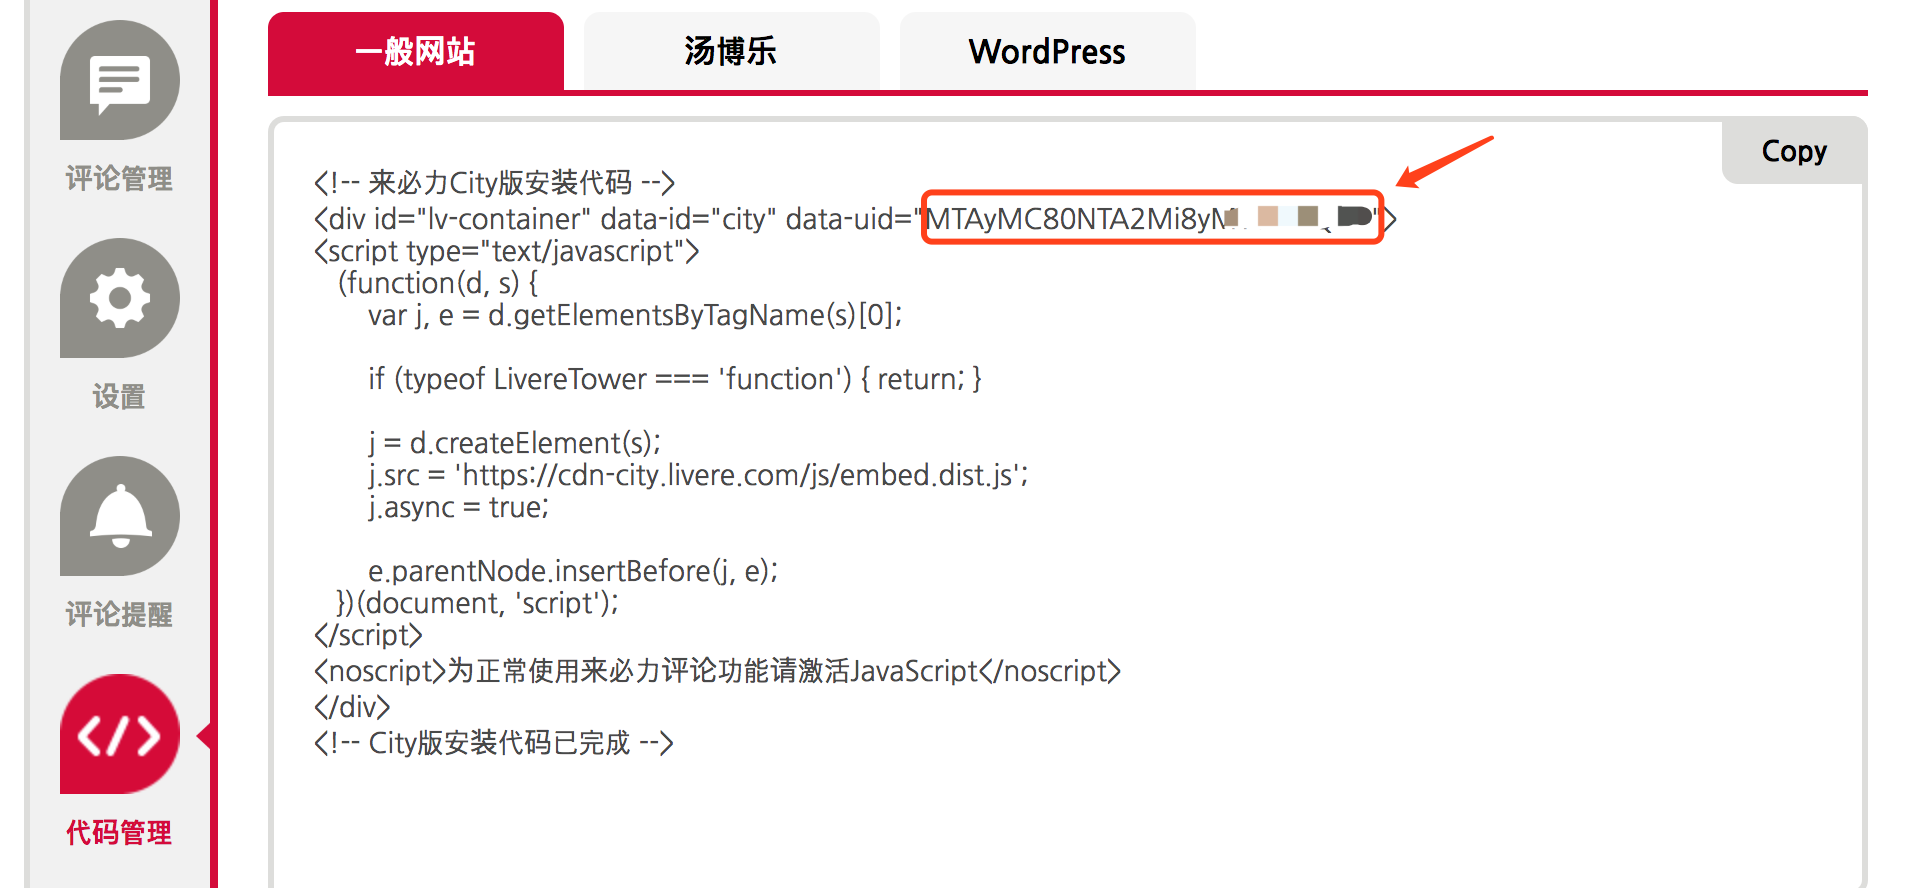 一般网站
汤博乐
WordPress
Copy
评论管理
设置
评论提醒
代码管理
<!-- 来必力City版安装代码 -->
<div id="lv-container" data-id="city" data-uid="MTAyMC80NTA2Mi8yM
<script type="text/javascript">
(function(d, s) {
var j, e = d.getElementsByTagName(s)[0];
if (typeof LivereTower === 'function') { return; }
j = d.createElement(s);
j.src = 'https://cdn-city.livere.com/js/embed.dist.js';
j.async = true;
e.parentNode.insertBefore(j, e);
})(document, 'script');
</script>
<noscript>为正常使用来必力评论功能请激活JavaScript</noscript>
</div>
<!-- City版安装代码已完成 -->